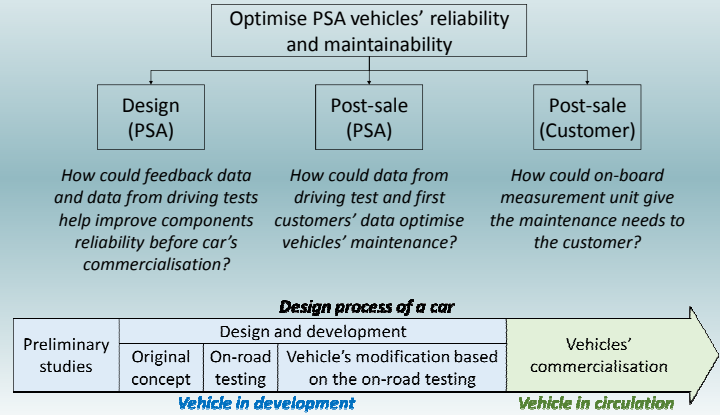 Optimise PSA vehicles' reliability
and maintainability
Design
(PSA)
Post-sale
(PSA)
Post-sale
(Customer)
How could feedback data
and data from driving tests
help improve components
reliability before car's
commercialisation?
How could data from
driving test and first
customers' data optimise
vehicles' maintenance?
How could on-board
measurement unit give
the maintenance needs to
the customer?
Design process of a car
Preliminary
studies
Design and development
Original
concept
On-road
testing
Vehicle's modification based
on the on-road testing
Vehicles'
commercialisation
Vehicle in development
Vehicle in circulation